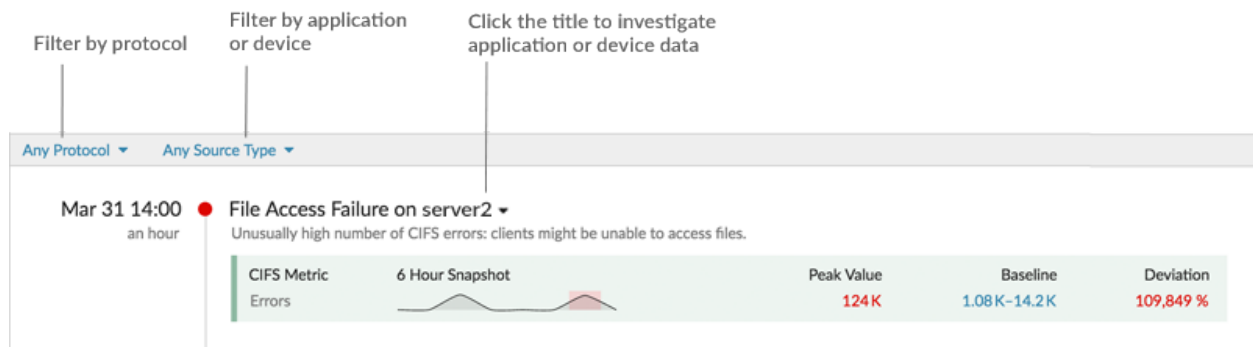 Filter by protocol
Filter by application
or device
Click the title to investigate
application or device data
Any Protocol
Any Source Type
Mar 31 14:00
File Access Failure on server2
an hour
Unusually high number of CIFS errors: clients might be unable to access files.
CIFS Metric 6 Hour Snapshot Peak Value Baseline Deviation
Errors 124 K 1.08 K–14.2 K 109,849 %